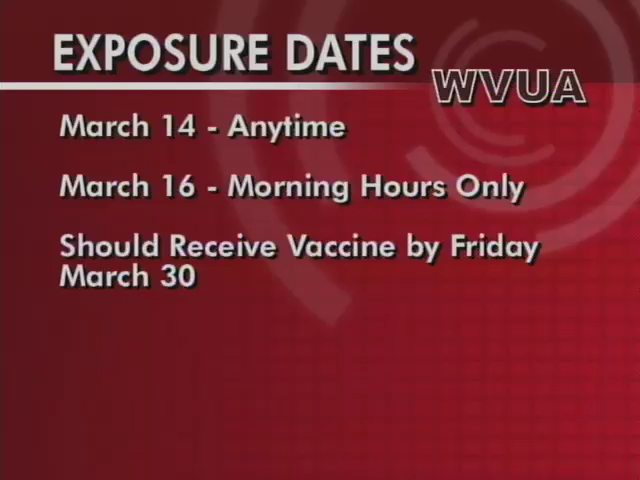 EXPOSURE DATES
WVUA
March 14 - Anytime
March 16 - Morning Hours Only
Should Receive Vaccine by Friday
March 30